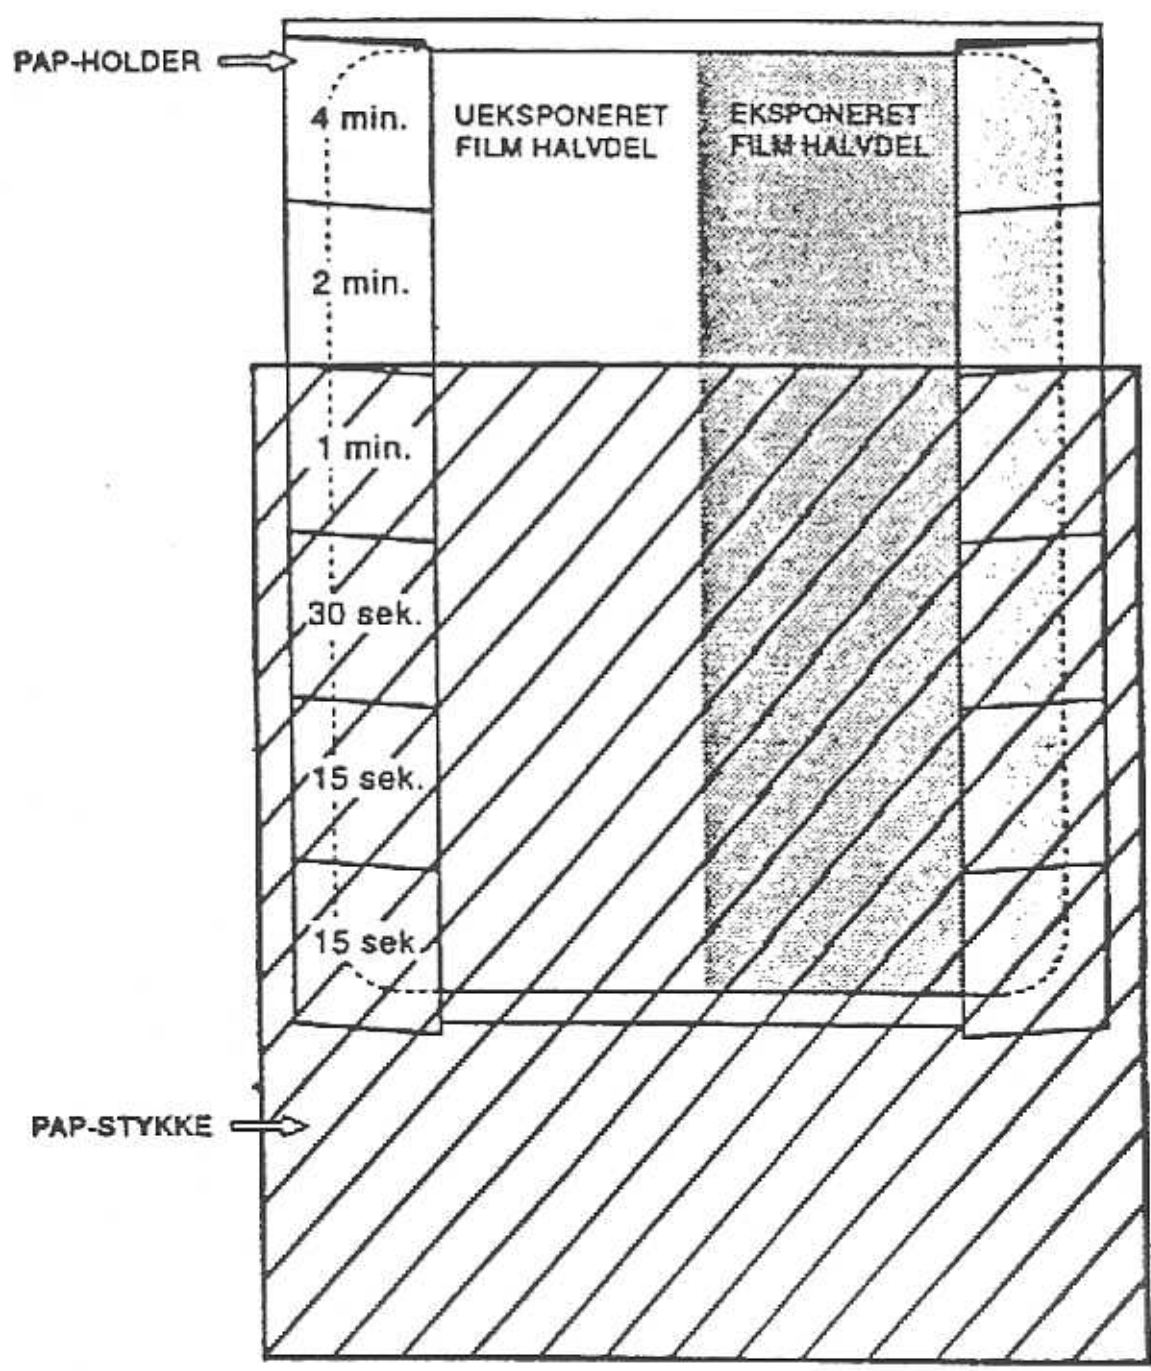 PAP-HOLDER
4 min.
UEKSPONERET
FILM HALVDEL
EKSPONERET
FILM HALVDEL
2 min.
1 min.
30 sek.
15 sek.
15 sek
PAP-STYKKE